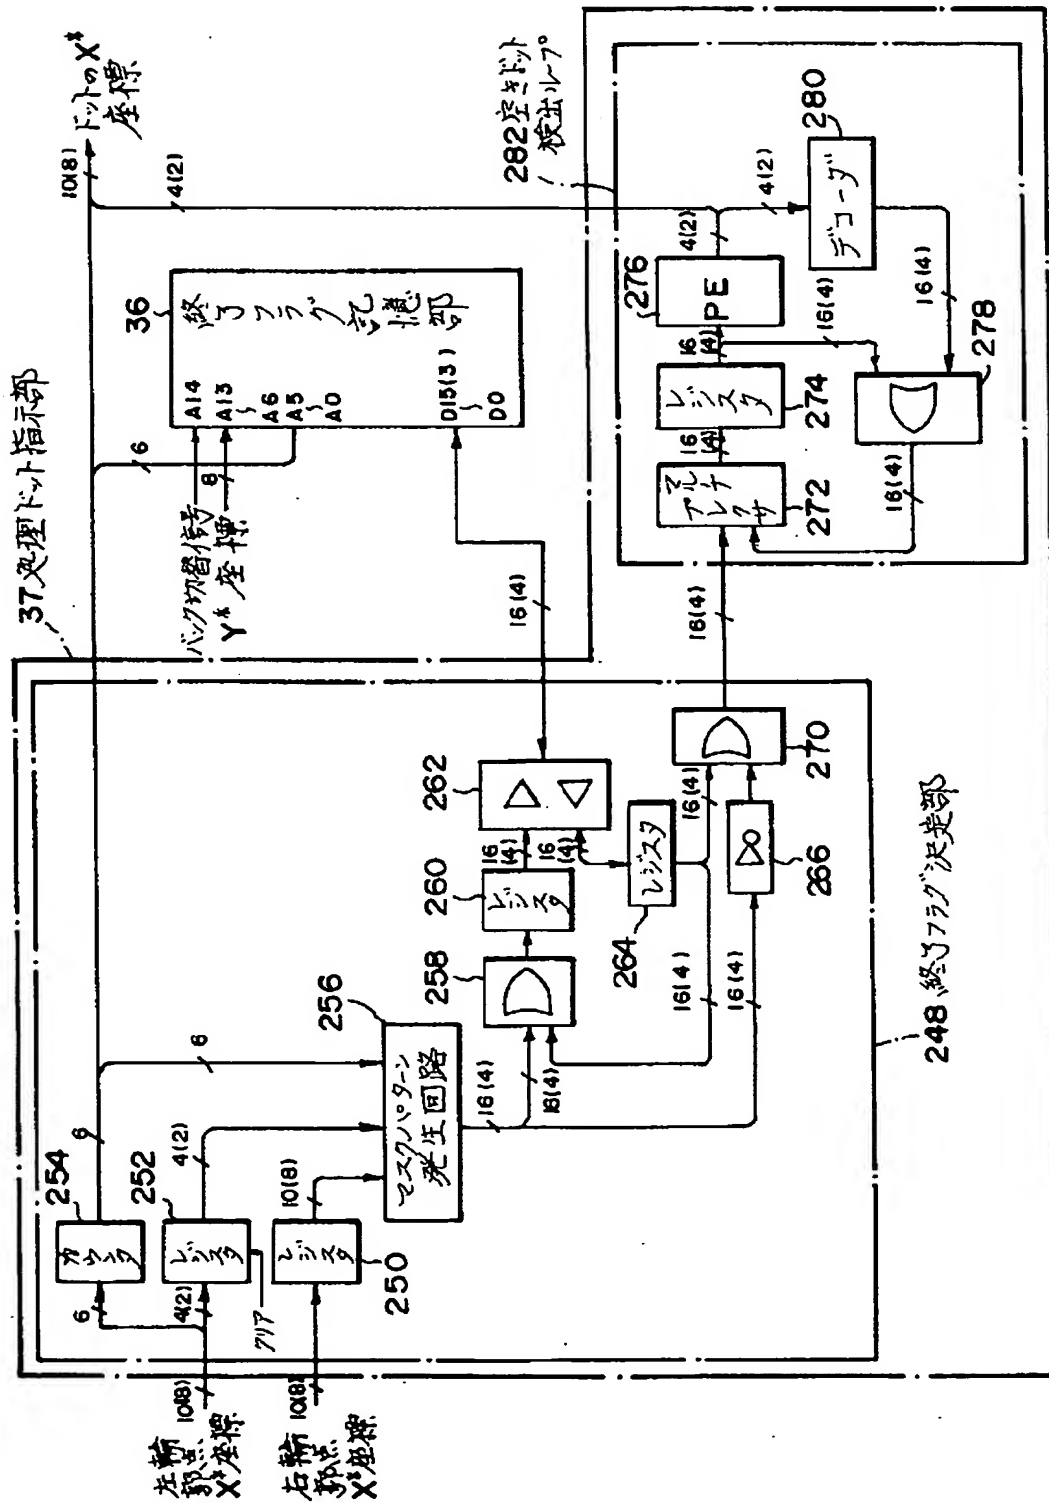 37 処理ドット指示部
左輪
郭点
X*座標
10(8)
右輪
郭点
X*座標
10(8)
6
4(2)
クリア
254
カウンタ
252
レジスタ
レジスタ
250
6
4(2)
10(8)
6
256
マスクパターン
発生回路
16(4)
16(4)
16(4)
16(4)
258
260
レジスタ
16
(4)
16
(4)
262
レジスタ
264
16(4)
266
270
248 終了フラグ決定部
バンク切替信号
Y*座標
8
6
36
終了フラグ記憶部
A14
A13
A6
A5
A0
D15(3)
D0
16(4)
16(4)
10(8)
ドットのX*
座標
4(2)
282 空きドット
検出ループ
マルチ
プレクサ
272
16
(4)
レジスタ
274
16
(4)
276
PE
4(2)
4(2)
280
デコーダ
16(4)
16(4)
278
16(4)